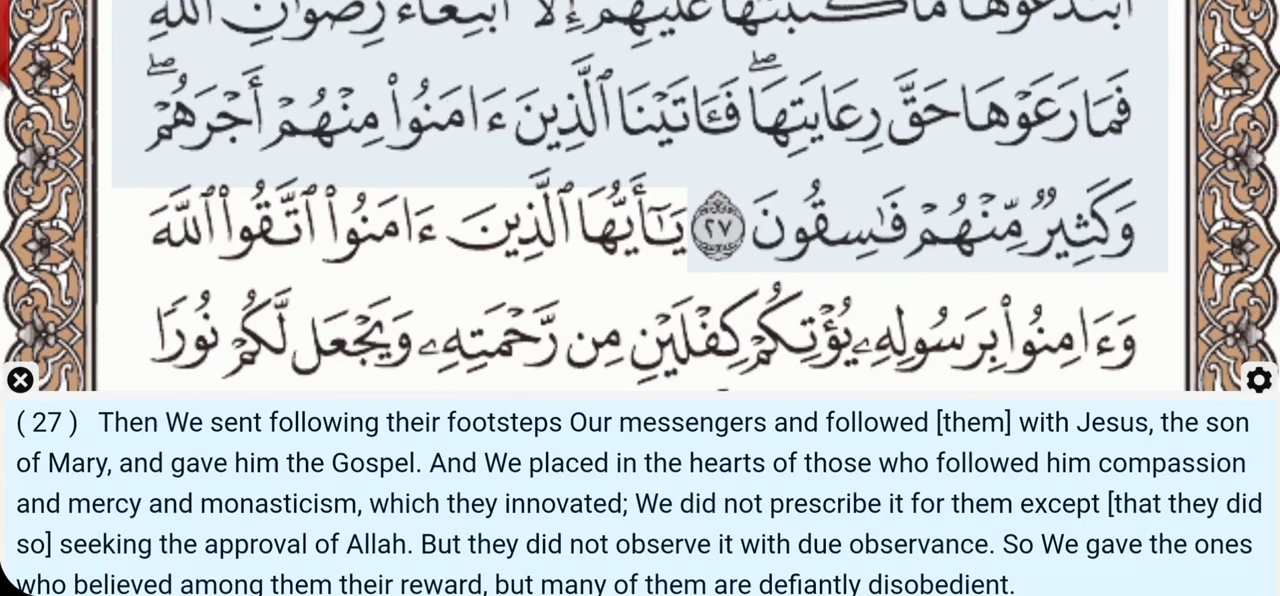 ٱبْتَدَعُوهَا مَا كَتَبْنَٰهَا عَلَيْهِمْ إِلَّا ٱبْتِغَآءَ رِضْوَٰنِ ٱللَّهِ
فَمَا رَعَوْهَا حَقَّ رِعَايَتِهَاۖ فَـَٔاتَيْنَا ٱلَّذِينَ ءَامَنُوا۟ مِنْهُمْ أَجْرَهُمْۖ
وَكَثِيرٌ مِّنْهُمْ فَٰسِقُونَ ٢٧ يَٰٓأَيُّهَا ٱلَّذِينَ ءَامَنُوا۟ ٱتَّقُوا۟ ٱللَّهَ
وَءَامِنُوا۟ بِرَسُولِهِۦ يُؤْتِكُمْ كِفْلَيْنِ مِن رَّحْمَتِهِۦ وَيَجْعَل لَّكُمْ نُورًا
( 27 ) Then We sent following their footsteps Our messengers and followed [them] with Jesus, the son
of Mary, and gave him the Gospel. And We placed in the hearts of those who followed him compassion
and mercy and monasticism, which they innovated; We did not prescribe it for them except [that they did
so] seeking the approval of Allah. But they did not observe it with due observance. So We gave the ones
who believed among them their reward, but many of them are defiantly disobedient.